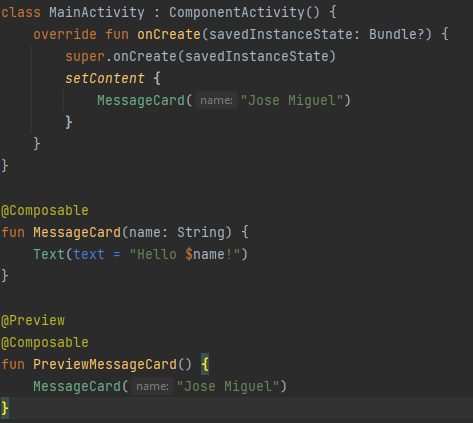 class MainActivity : ComponentActivity() {
    override fun onCreate(savedInstanceState: Bundle?) {
        super.onCreate(savedInstanceState)
        setContent {
            MessageCard( name: "Jose Miguel")
        }
    }
}

@Composable
fun MessageCard(name: String) {
    Text(text = "Hello $name!")
}

@Preview
@Composable
fun PreviewMessageCard() {
    MessageCard( name: "Jose Miguel")
}